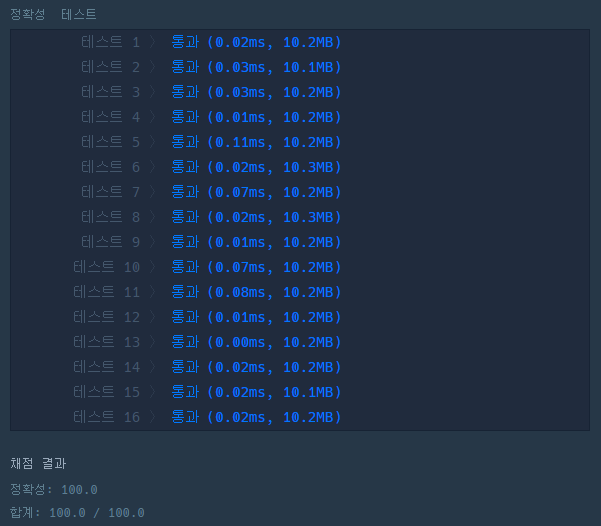 정확성 테스트
테스트 1 〉 통과 (0.02ms, 10.2MB)
테스트 2 〉 통과 (0.03ms, 10.1MB)
테스트 3 〉 통과 (0.03ms, 10.2MB)
테스트 4 〉 통과 (0.01ms, 10.2MB)
테스트 5 〉 통과 (0.11ms, 10.2MB)
테스트 6 〉 통과 (0.02ms, 10.3MB)
테스트 7 〉 통과 (0.07ms, 10.2MB)
테스트 8 〉 통과 (0.02ms, 10.3MB)
테스트 9 〉 통과 (0.01ms, 10.2MB)
테스트 10 〉 통과 (0.07ms, 10.2MB)
테스트 11 〉 통과 (0.08ms, 10.2MB)
테스트 12 〉 통과 (0.01ms, 10.2MB)
테스트 13 〉 통과 (0.00ms, 10.2MB)
테스트 14 〉 통과 (0.02ms, 10.2MB)
테스트 15 〉 통과 (0.02ms, 10.1MB)
테스트 16 〉 통과 (0.02ms, 10.2MB)
채점 결과
정확성: 100.0
합계: 100.0 / 100.0